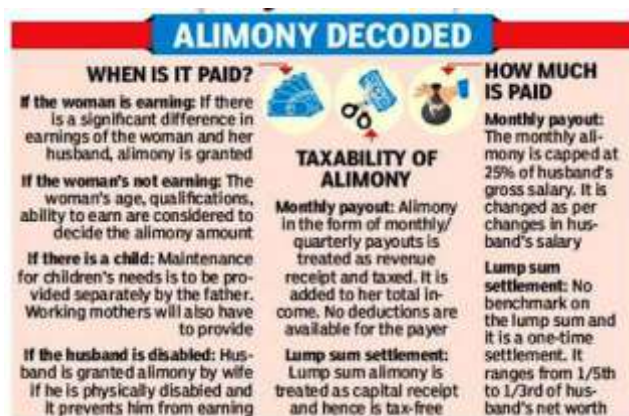 ALIMONY DECODED
WHEN IS IT PAID?
If the woman is earning: If there
is a significant difference in
earnings of the woman and her
husband, alimony is granted
If the woman's not earning: The
woman's age, qualifications,
ability to earn are considered to
decide the alimony amount
If there is a child: Maintenance
for children's needs is to be pro-
vided separately by the father.
Working mothers will also have
to provide
If the husband is disabled: Hus-
band is granted alimony by wife
if he is physically disabled and
it prevents him from earning
TAXABILITY OF
ALIMONY
Monthly payout: Alimony
in the form of monthly/
quarterly payouts is
treated as revenue
receipt and taxed. It is
added to her total in-
come. No deductions are
available for the payer
Lump sum settlement:
Lump sum alimony is
treated as capital receipt
and hence is tax-free
HOW MUCH
IS PAID
Monthly payout:
The monthly ali-
mony is capped at
25% of husband's
gross salary. It is
changed as per
changes in hus-
band's salary
Lump sum
settlement: No
benchmark on
the lump sum and
it is a one-time
settlement. It
ranges from 1/5th
to 1/3rd of hus-
band's net worth